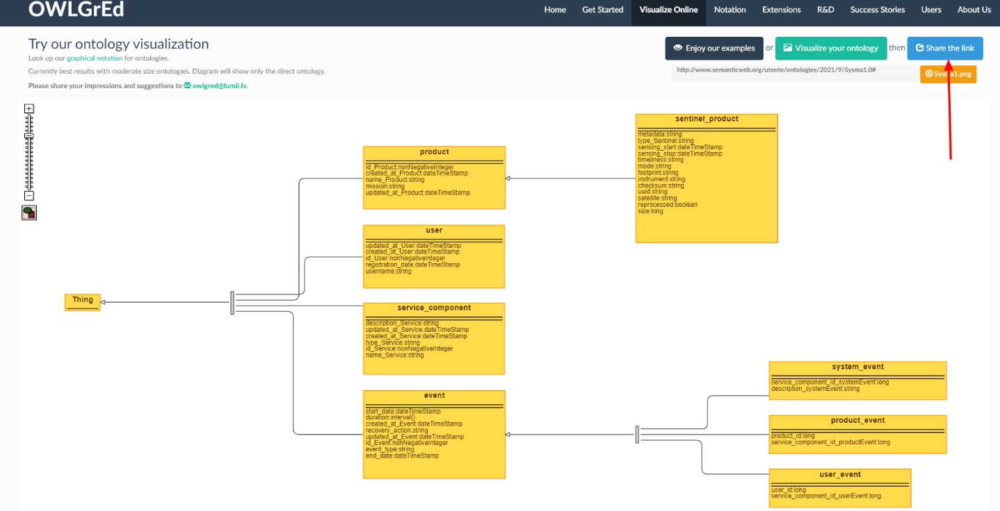 OWLGrEd
Home Get Started Visualize Online Notation Extensions R&D Success Stories Users About Us
Try our ontology visualization
Look up our graphical notation for ontologies.
Currently best results with moderate size ontologies. Diagram will show only the direct ontology.
Please share your impressions and suggestions to owlgred@lumii.lv.
Enjoy our examples or Visualize your ontology then Share the link
http://www.semanticweb.org/utente/ontologies/2021/9/Sysma1.0#
Sysma1.png
sentinel_product
metadata:string
type_Sentinel:string
sensing_start:dateTimeStamp
sensing_stop:dateTimeStamp
timeliness:string
mode:string
footprint:string
instrument:string
checksum:string
uuid:string
satellite:string
reprocessed:boolean
size:long
product
id_Product:nonNegativeInteger
created_at_Product:dateTimeStamp
name_Product:string
mission:string
updated_at_Product:dateTimeStamp
user
updated_at_User:dateTimeStamp
created_at_User:dateTimeStamp
id_User:nonNegativeInteger
registration_date:dateTimeStamp
username:string
Thing
service_component
description_Service:string
updated_at_Service:dateTimeStamp
created_at_Service:dateTimeStamp
type_Service:string
id_Service:nonNegativeInteger
name_Service:string
event
start_date:dateTimeStamp
duration:interval{}
created_at_Event:dateTimeStamp
recovery_action:string
updated_at_Event:dateTimeStamp
id_Event:nonNegativeInteger
event_type:string
end_date:dateTimeStamp
system_event
service_component_id_systemEvent:long
description_systemEvent:string
product_event
product_id:long
service_component_id_productEvent:long
user_event
user_id:long
service_component_id_userEvent:long